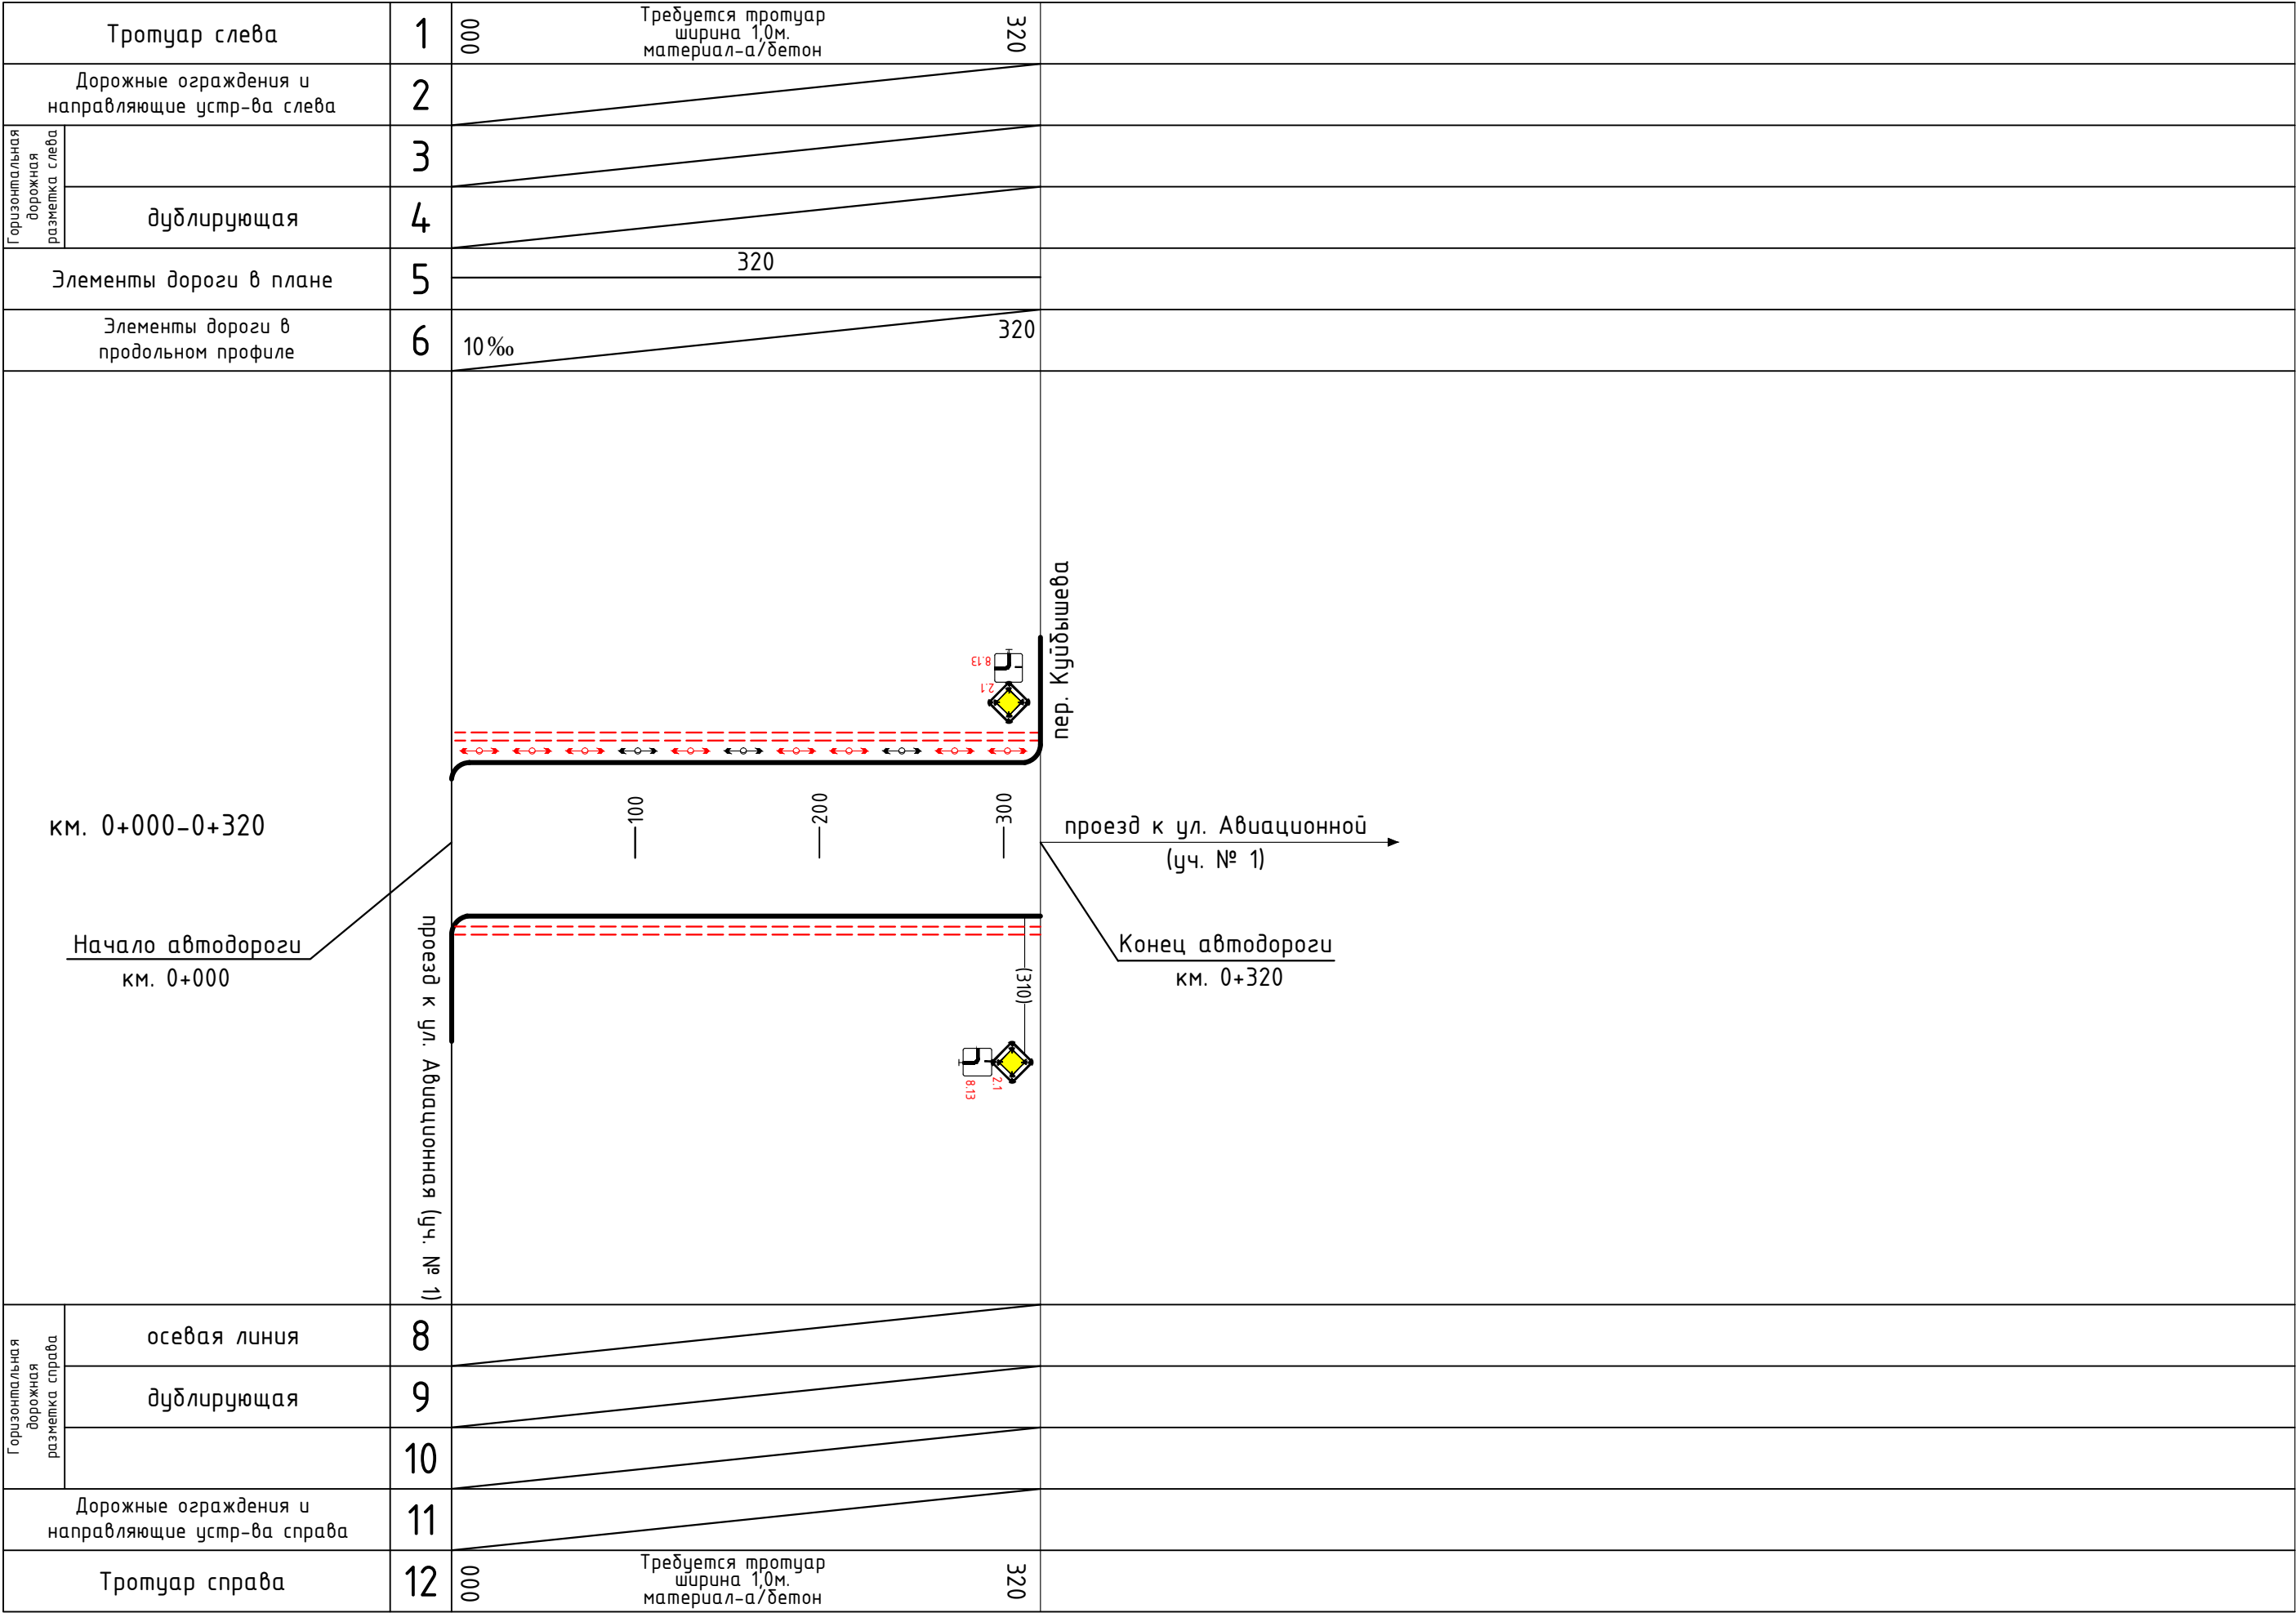 Тротуар слева
1
000
Требуется тротуар
ширина 1,0м.
материал-а/бетон
320
Дорожные ограждения и
направляющие устр-ва слева
2
Горизонтальная
дорожная
разметка слева
3
дублирующая
4
Элементы дороги в плане
5
320
Элементы дороги в
продольном профиле
6
10‰
320
пер. Куйбышева
8.13
2.1
100
200
300
км. 0+000-0+320
проезд к ул. Авиационной
(уч. № 1)
Начало автодороги
км. 0+000
Конец автодороги
км. 0+320
проезд к ул. Авиационная (уч. № 1)
(310)
2.1
8.13
Горизонтальная
дорожная
разметка справа
осевая линия
8
дублирующая
9
10
Дорожные ограждения и
направляющие устр-ва справа
11
Тротуар справа
12
000
Требуется тротуар
ширина 1,0м.
материал-а/бетон
320